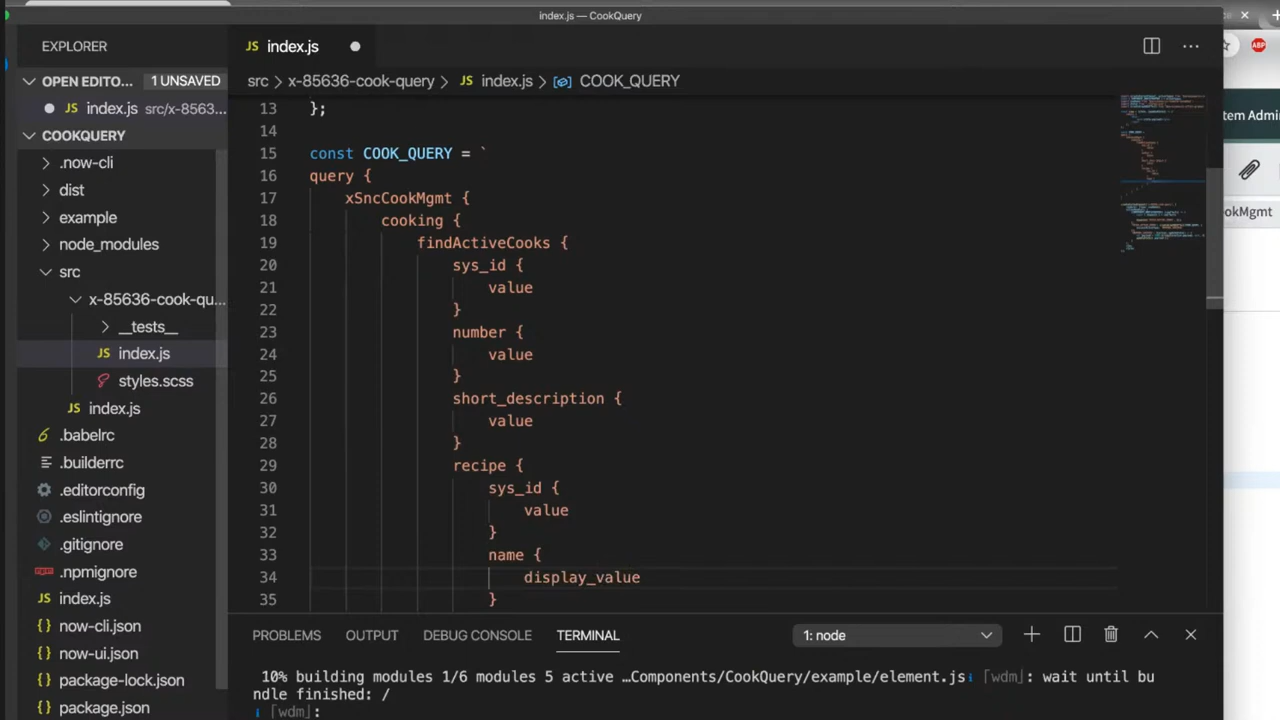 index.js — CookQuery
EXPLORER
OPEN EDITO... 1 UNSAVED
JS index.js src/x-8563...
COOKQUERY
.now-cli
dist
example
node_modules
src
x-85636-cook-qu...
__tests__
JS index.js
styles.scss
JS index.js
.babelrc
.builderrc
.editorconfig
.eslintignore
.gitignore
.npmignore
JS index.js
{} now-cli.json
{} now-ui.json
{} package-lock.json
{} package.json
JS index.js
src > x-85636-cook-query > JS index.js > COOK_QUERY
13 };
14
15 const COOK_QUERY = `
16 query {
17 xSncCookMgmt {
18 cooking {
19 findActiveCooks {
20 sys_id {
21 value
22 }
23 number {
24 value
25 }
26 short_description {
27 value
28 }
29 recipe {
30 sys_id {
31 value
32 }
33 name {
34 display_value
35 }
PROBLEMS OUTPUT DEBUG CONSOLE TERMINAL 1: node
10% building modules 1/6 modules 5 active …Components/CookQuery/example/element.jsℹ ｢wdm｣: wait until bu
ndle finished: /
ℹ ｢wdm｣:
ABP
tem Admi
ookMgmt